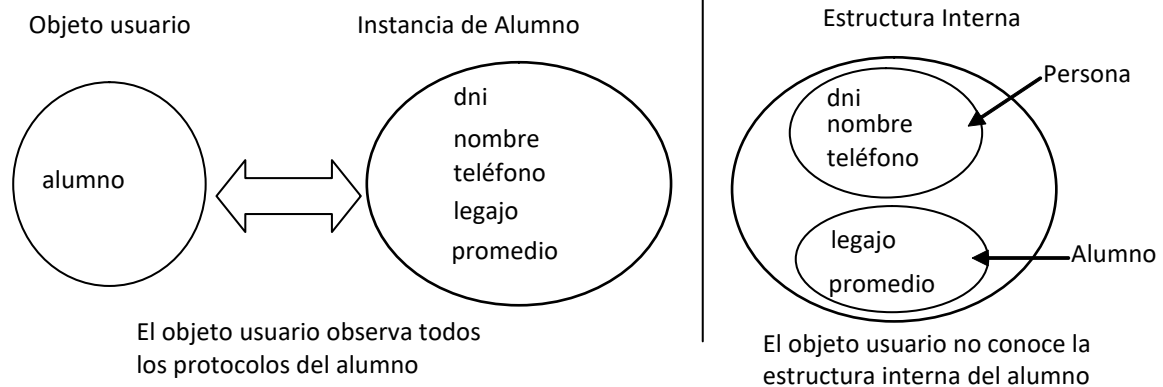 Objeto usuario
Instancia de Alumno
alumno
dni
nombre
teléfono
legajo
promedio
El objeto usuario observa todos
los protocolos del alumno
Estructura Interna
Persona
dni
nombre
teléfono
legajo
promedio
Alumno
El objeto usuario no conoce la
estructura interna del alumno